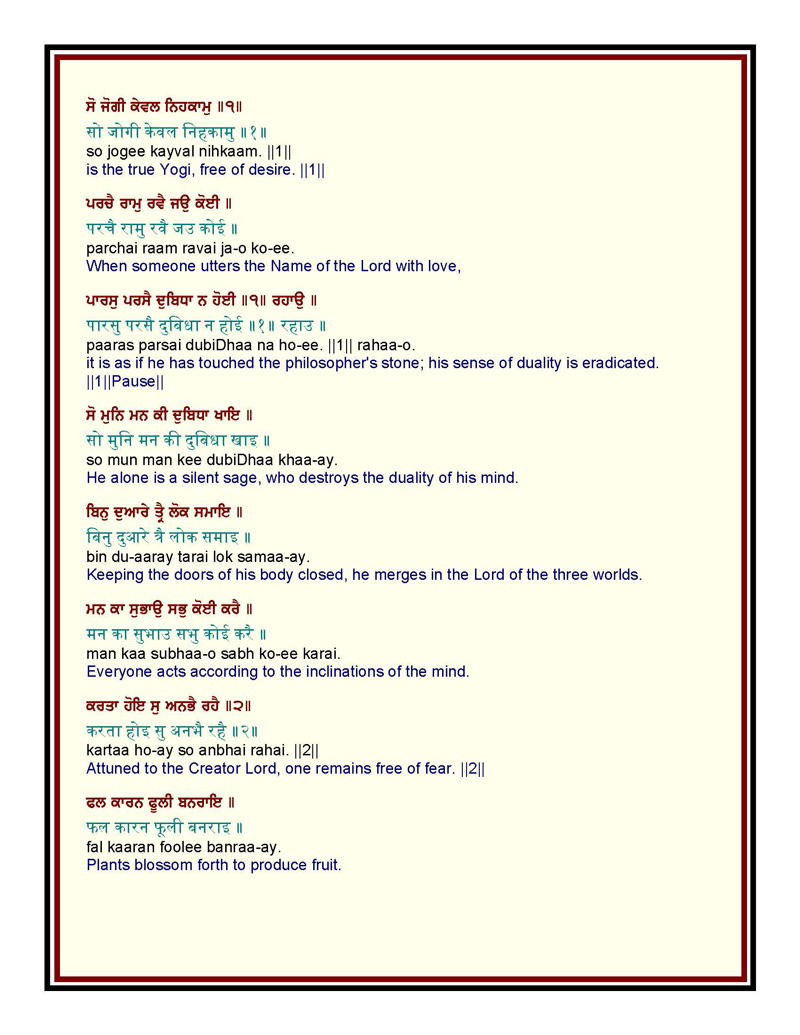 ਸੋ ਜੋਗੀ ਕੇਵਲ ਨਿਹਕਾਮੁ ॥੧॥
सो जोगी केवल निहकामु ॥१॥
so jogee kayval nihkaam. ||1||
is the true Yogi, free of desire. ||1||
ਪਰਚੈ ਰਾਮੁ ਰਵੈ ਜਉ ਕੋਈ ॥
परचै रामु रवै जउ कोई ॥
parchai raam ravai ja-o ko-ee.
When someone utters the Name of the Lord with love,
ਪਾਰਸੁ ਪਰਸੈ ਦੁਬਿਧਾ ਨ ਹੋਈ ॥੧॥ ਰਹਾਉ ॥
पारसु परसै दुबिधा न होई ॥१॥ रहाउ ॥
paaras parsai dubiDhaa na ho-ee. ||1|| rahaa-o.
it is as if he has touched the philosopher's stone; his sense of duality is eradicated.
||1||Pause||
ਸੋ ਮੁਨਿ ਮਨ ਕੀ ਦੁਬਿਧਾ ਖਾਇ ॥
सो मुनि मन की दुबिधा खाइ ॥
so mun man kee dubiDhaa khaa-ay.
He alone is a silent sage, who destroys the duality of his mind.
ਬਿਨੁ ਦੁਆਰੇ ਤ੍ਰੈ ਲੋਕ ਸਮਾਇ ॥
बिनु दुआरे त्रै लोक समाइ ॥
bin du-aaray tarai lok samaa-ay.
Keeping the doors of his body closed, he merges in the Lord of the three worlds.
ਮਨ ਕਾ ਸੁਭਾਉ ਸਭੁ ਕੋਈ ਕਰੈ ॥
मन का सुभाउ सभु कोई करै ॥
man kaa subhaa-o sabh ko-ee karai.
Everyone acts according to the inclinations of the mind.
ਕਰਤਾ ਹੋਇ ਸੁ ਅਨਭੈ ਰਹੈ ॥੨॥
करता होइ सु अनभै रहै ॥२॥
kartaa ho-ay so anbhai rahai. ||2||
Attuned to the Creator Lord, one remains free of fear. ||2||
ਫਲ ਕਾਰਨ ਫੂਲੀ ਬਨਰਾਇ ॥
फल कारन फूली बनराइ ॥
fal kaaran foolee banraa-ay.
Plants blossom forth to produce fruit.